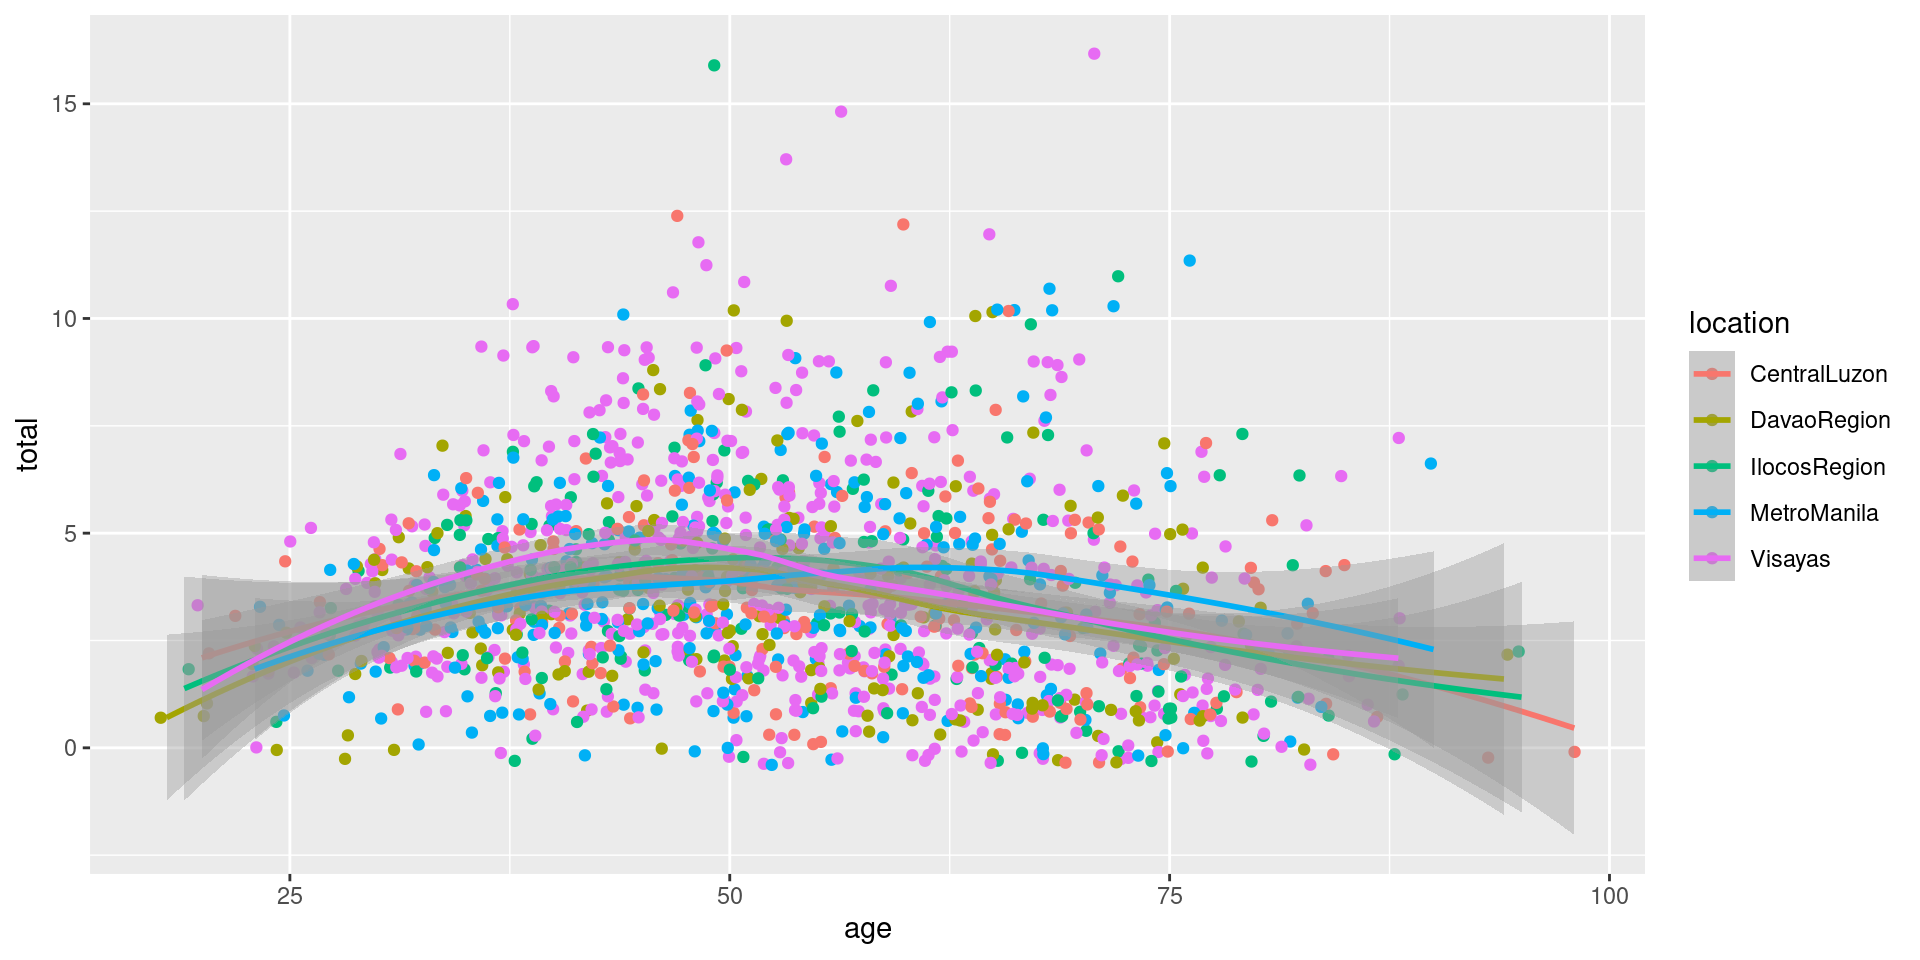 15
10
5
0
total
25
50
75
100
age
location
CentralLuzon
DavaoRegion
IlocosRegion
MetroManila
Visayas